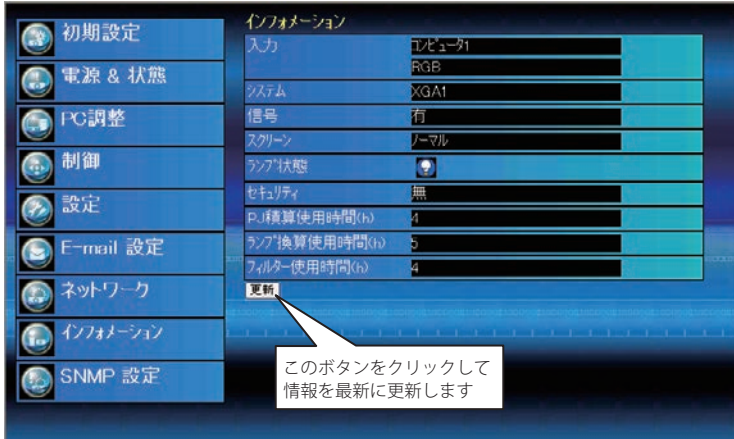 初期設定
電源 & 状態
PC調整
制御
設定
E-mail 設定
ネットワーク
インフォメーション
SNMP 設定
インフォメーション
入力 コンピュータ1
RGB
システム XGA1
信号 有
スクリーン ノーマル
ランプ状態
セキュリティ 無
PJ積算使用時間(h) 4
ランプ換算使用時間(h) 5
フィルター使用時間(h) 4
更新
このボタンをクリックして
情報を最新に更新します